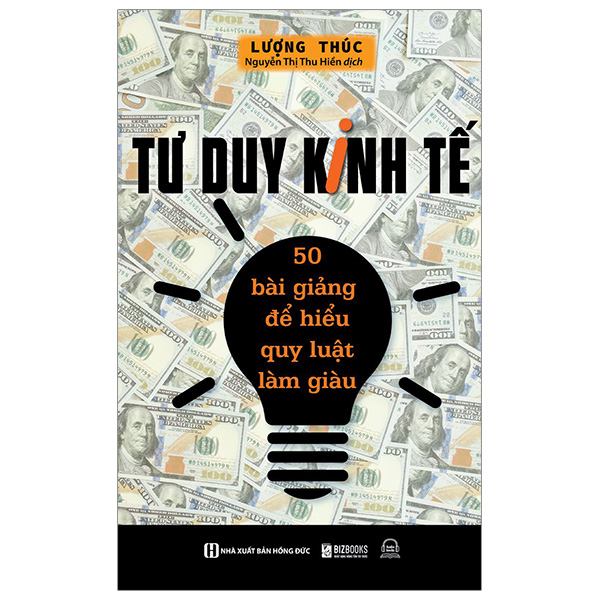 LƯỢNG THÚC
Nguyễn Thị Thu Hiền dịch
TƯ DUY KiNH TẾ
50
bài giảng
để hiểu
quy luật
làm giàu
NHÀ XUẤT BẢN HỒNG ĐỨC
BIZBOOKS